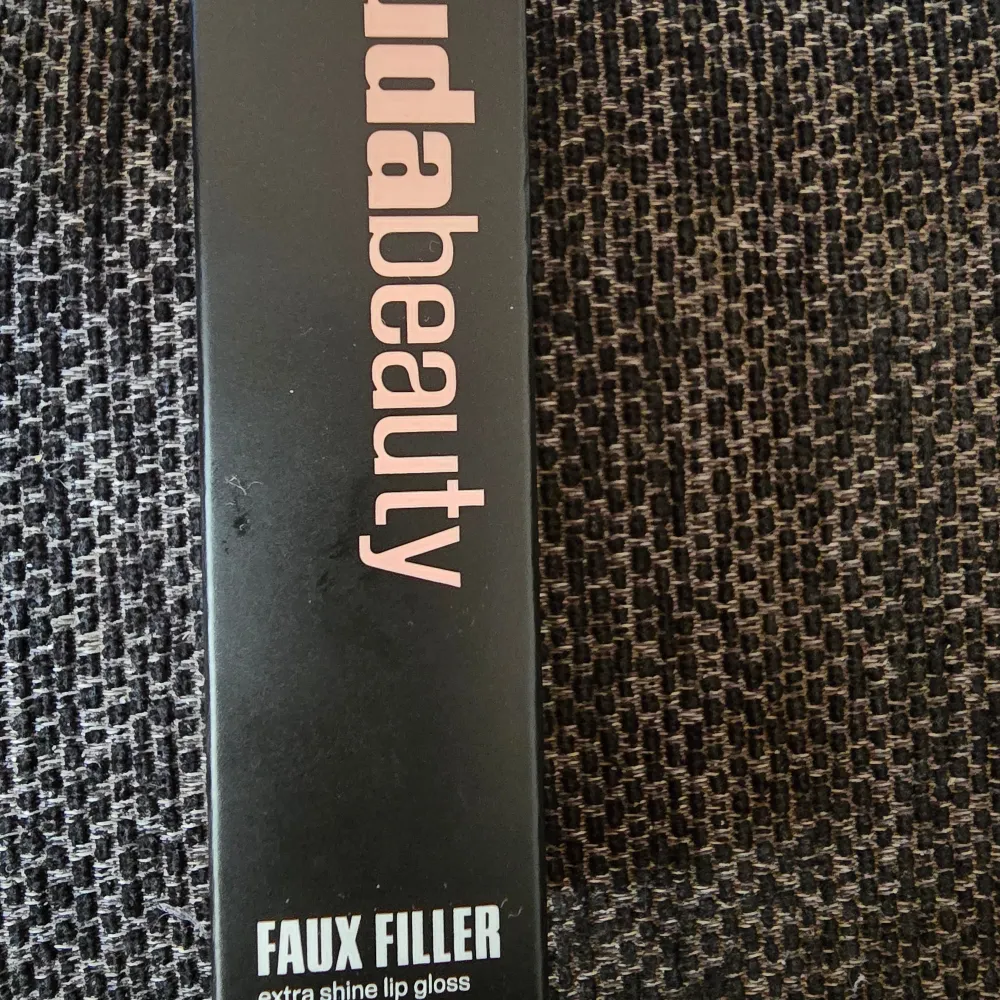 udabeauty
FAUX FILLER
extra shine lip gloss